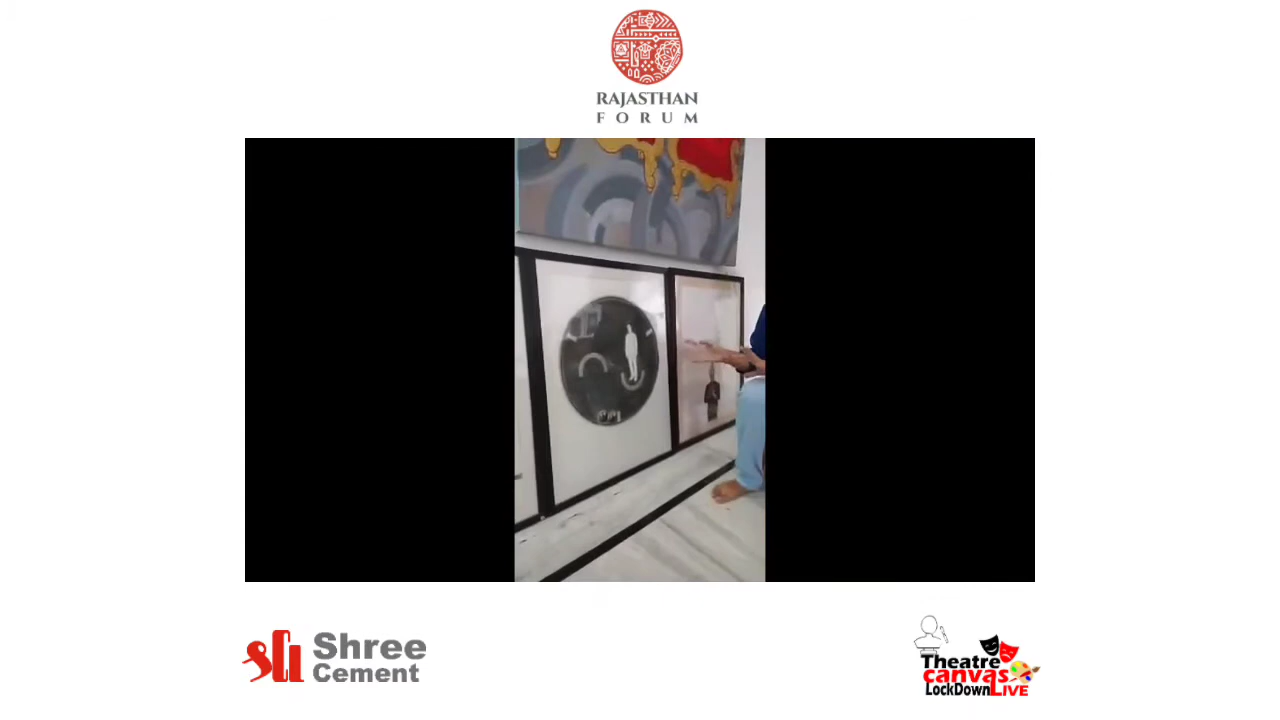 RAJASTHAN
FORUM
Shree
Cement
Theatre
canvas
LockDown LIVE